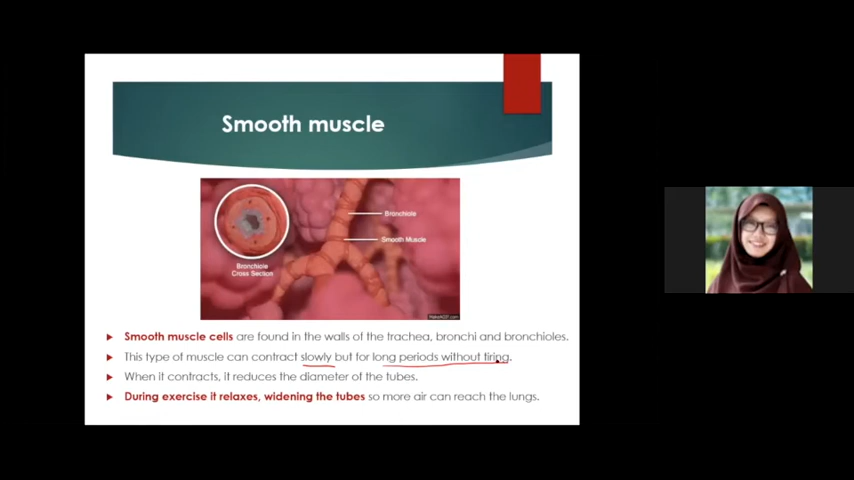 Smooth muscle
Bronchiole
Smooth Muscle
Bronchiole
Cross Section
MakeAGIF.com
Smooth muscle cells are found in the walls of the trachea, bronchi and bronchioles.
This type of muscle can contract slowly but for long periods without tiring.
When it contracts, it reduces the diameter of the tubes.
During exercise it relaxes, widening the tubes so more air can reach the lungs.